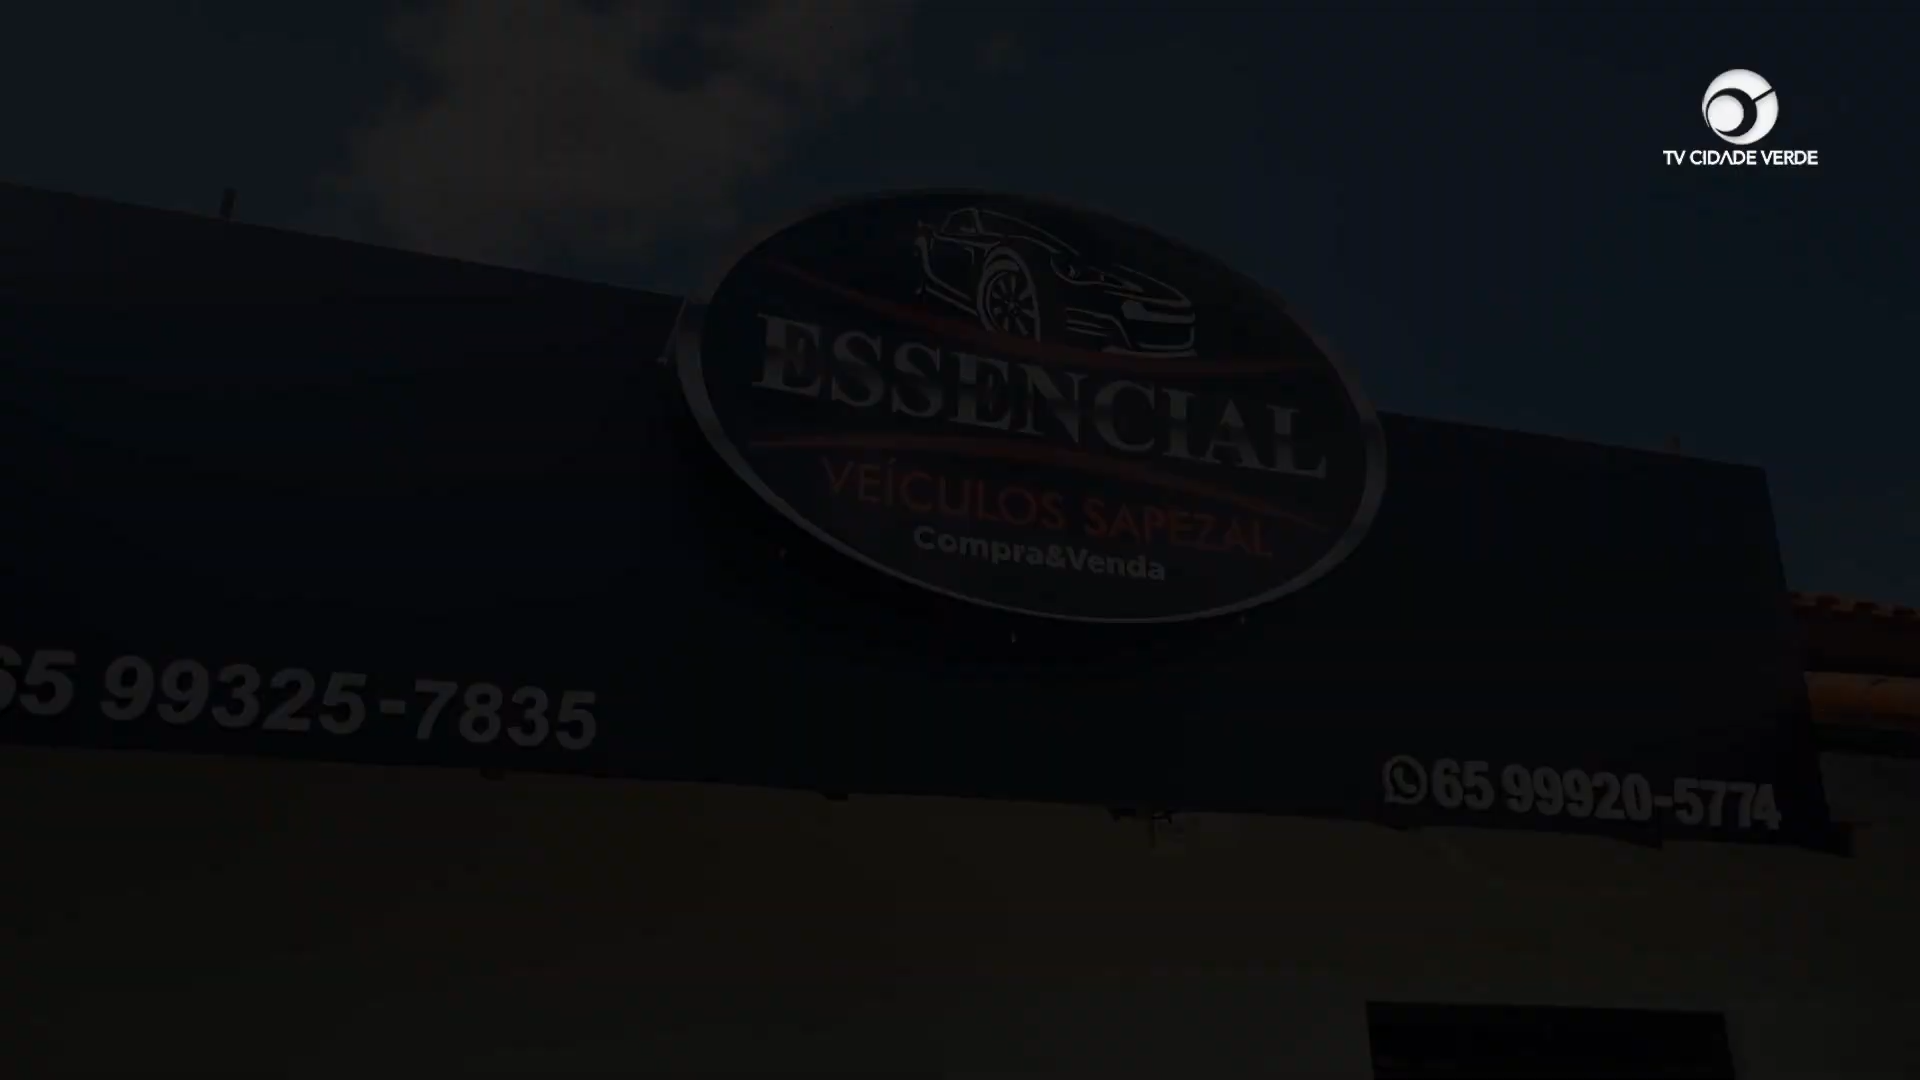 TV CIDADE VERDE
ESSENCIAL
VEÍCULOS SAPEZAL
Compra&Venda
65 99325-7835
65 99920-5774